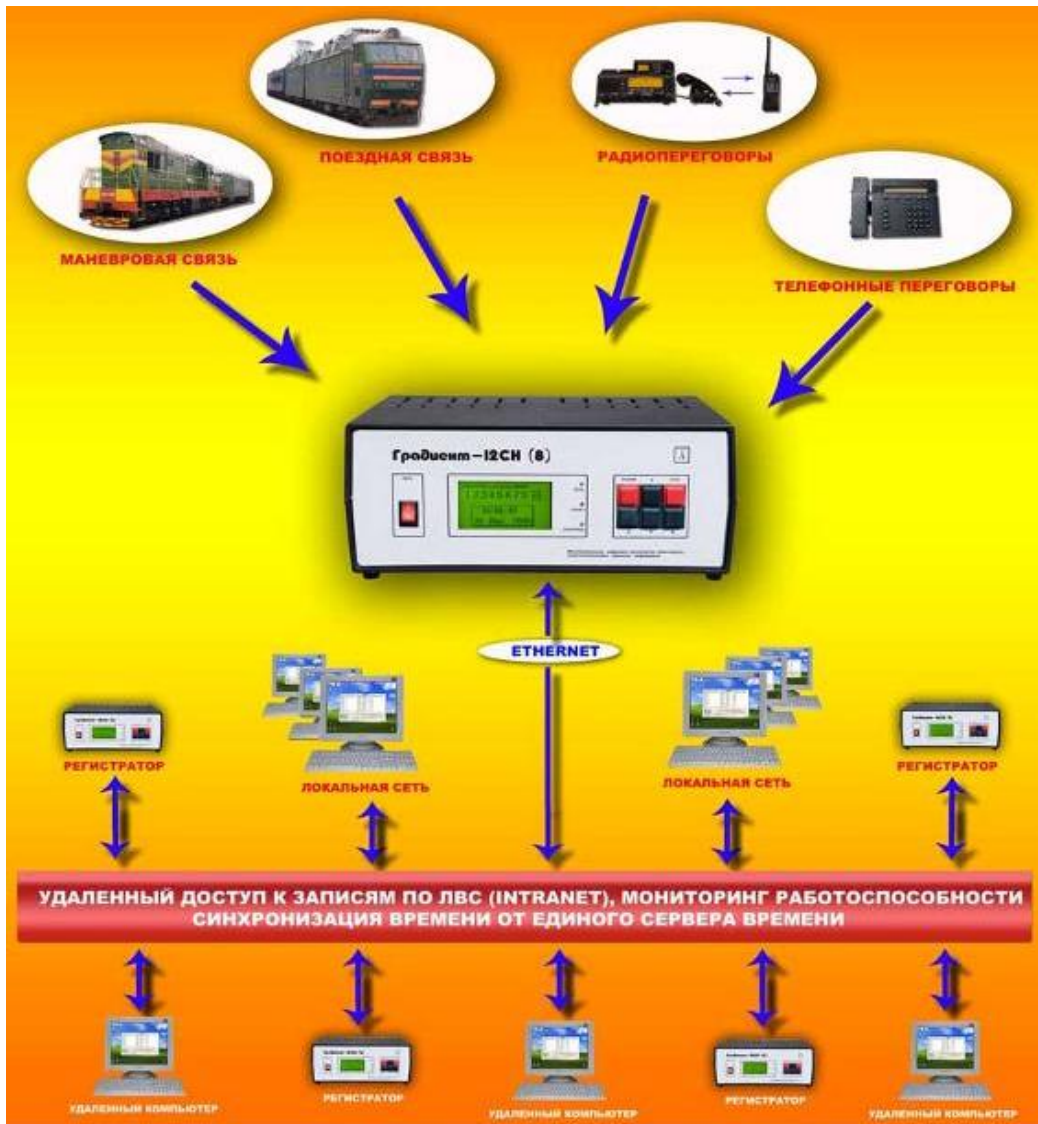 ПОЕЗДНАЯ СВЯЗЬ
РАДИОПЕРЕГОВОРЫ
МАНЕВРОВАЯ СВЯЗЬ
ТЕЛЕФОННЫЕ ПЕРЕГОВОРЫ
Градиент-12СН (8)
ETHERNET
РЕГИСТРАТОР
ЛОКАЛЬНАЯ СЕТЬ
ЛОКАЛЬНАЯ СЕТЬ
РЕГИСТРАТОР
УДАЛЕННЫЙ ДОСТУП К ЗАПИСЯМ ПО ЛВС (INTRANET), МОНИТОРИНГ РАБОТОСПОСОБНОСТИ
СИНХРОНИЗАЦИЯ ВРЕМЕНИ ОТ ЕДИНОГО СЕРВЕРА ВРЕМЕНИ
УДАЛЕННЫЙ КОМПЬЮТЕР
РЕГИСТРАТОР
УДАЛЕННЫЙ КОМПЬЮТЕР
РЕГИСТРАТОР
УДАЛЕННЫЙ КОМПЬЮТЕР